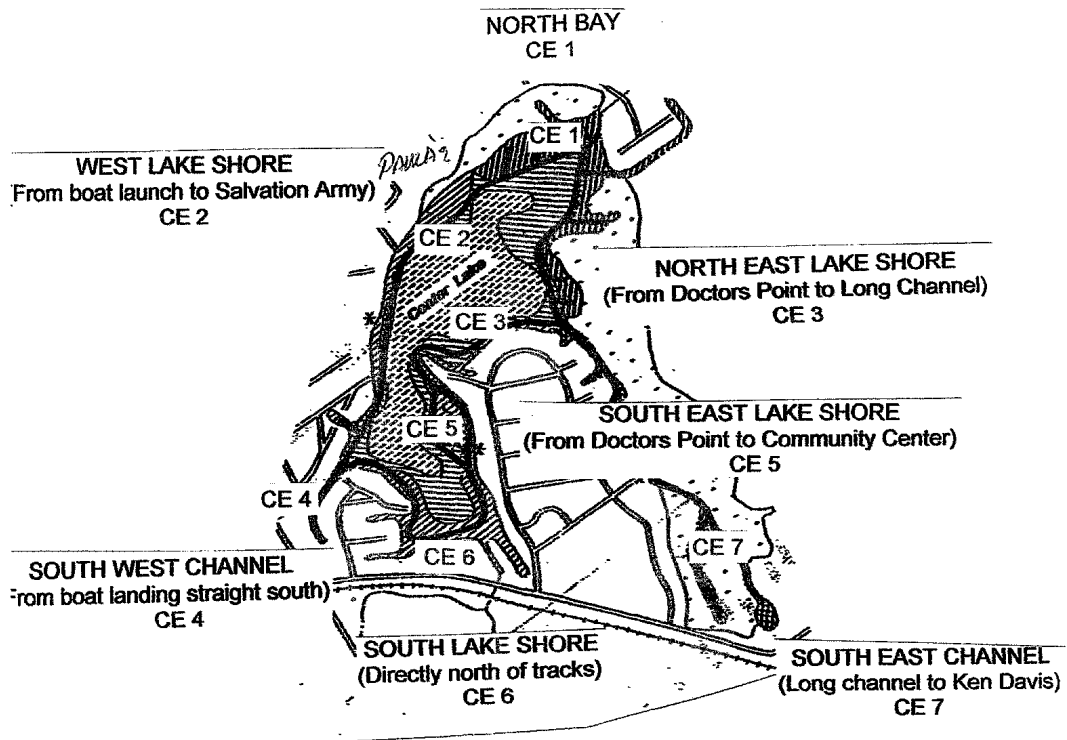 NORTH BAY
CE 1
CE 1
WEST LAKE SHORE
(From boat launch to Salvation Army)
CE 2
CE 2
Center Lake
NORTH EAST LAKE SHORE
(From Doctors Point to Long Channel)
CE 3
CE 3
SOUTH EAST LAKE SHORE
(From Doctors Point to Community Center)
CE 5
CE 5
CE 4
CE 6
CE 7
SOUTH WEST CHANNEL
From boat landing straight south)
CE 4
SOUTH LAKE SHORE
(Directly north of tracks)
CE 6
SOUTH EAST CHANNEL
(Long channel to Ken Davis)
CE 7